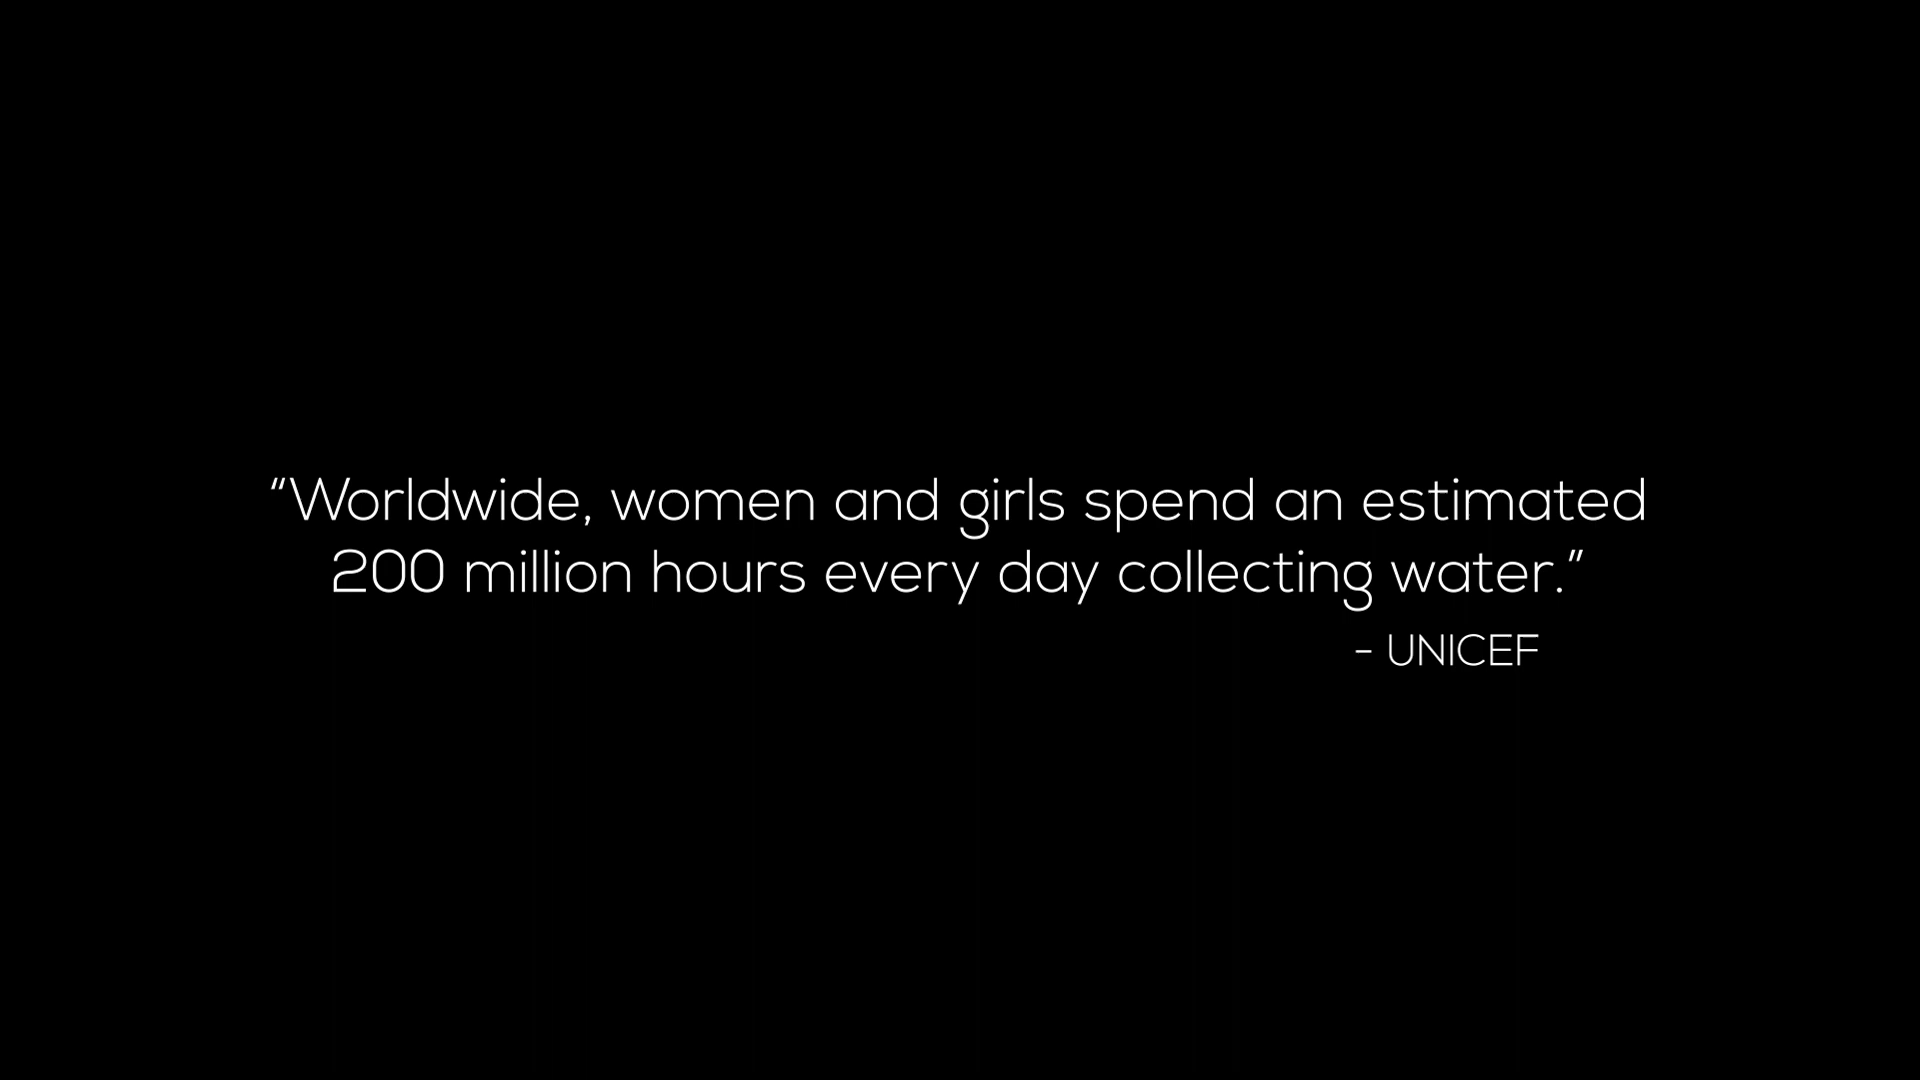 “Worldwide, women and girls spend an estimated
200 million hours every day collecting water.”
- UNICEF